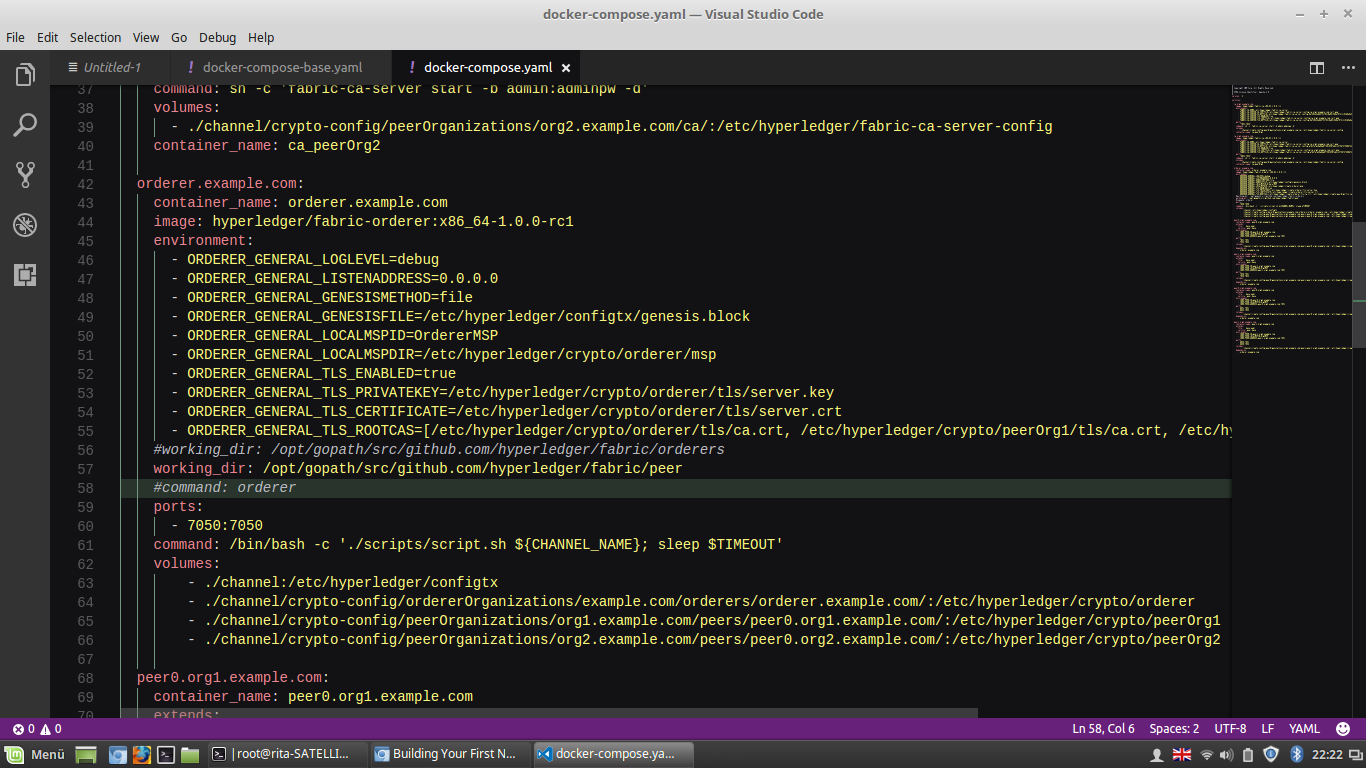 docker-compose.yaml — Visual Studio Code
File Edit Selection View Go Debug Help
Untitled-1
! docker-compose-base.yaml
! docker-compose.yaml
37 command: sh -c 'fabric-ca-server start -b admin:adminpw -d'
38 volumes:
39 - ./channel/crypto-config/peerOrganizations/org2.example.com/ca/:/etc/hyperledger/fabric-ca-server-config
40 container_name: ca_peerOrg2
41
42 orderer.example.com:
43 container_name: orderer.example.com
44 image: hyperledger/fabric-orderer:x86_64-1.0.0-rc1
45 environment:
46 - ORDERER_GENERAL_LOGLEVEL=debug
47 - ORDERER_GENERAL_LISTENADDRESS=0.0.0.0
48 - ORDERER_GENERAL_GENESISMETHOD=file
49 - ORDERER_GENERAL_GENESISFILE=/etc/hyperledger/configtx/genesis.block
50 - ORDERER_GENERAL_LOCALMSPID=OrdererMSP
51 - ORDERER_GENERAL_LOCALMSPDIR=/etc/hyperledger/crypto/orderer/msp
52 - ORDERER_GENERAL_TLS_ENABLED=true
53 - ORDERER_GENERAL_TLS_PRIVATEKEY=/etc/hyperledger/crypto/orderer/tls/server.key
54 - ORDERER_GENERAL_TLS_CERTIFICATE=/etc/hyperledger/crypto/orderer/tls/server.crt
55 - ORDERER_GENERAL_TLS_ROOTCAS=[/etc/hyperledger/crypto/orderer/tls/ca.crt, /etc/hyperledger/crypto/peerOrg1/tls/ca.crt, /etc/hy
56 #working_dir: /opt/gopath/src/github.com/hyperledger/fabric/orderers
57 working_dir: /opt/gopath/src/github.com/hyperledger/fabric/peer
58 #command: orderer
59 ports:
60 - 7050:7050
61 command: /bin/bash -c './scripts/script.sh ${CHANNEL_NAME}; sleep $TIMEOUT'
62 volumes:
63 - ./channel:/etc/hyperledger/configtx
64 - ./channel/crypto-config/ordererOrganizations/example.com/orderers/orderer.example.com/:/etc/hyperledger/crypto/orderer
65 - ./channel/crypto-config/peerOrganizations/org1.example.com/peers/peer0.org1.example.com/:/etc/hyperledger/crypto/peerOrg1
66 - ./channel/crypto-config/peerOrganizations/org2.example.com/peers/peer0.org2.example.com/:/etc/hyperledger/crypto/peerOrg2
67
68 peer0.org1.example.com:
69 container_name: peer0.org1.example.com
70 extends:
0 0
Ln 58, Col 6 Spaces: 2 UTF-8 LF YAML
Menü
root@rita-SATELLI...
Building Your First N...
docker-compose.ya...
22:22